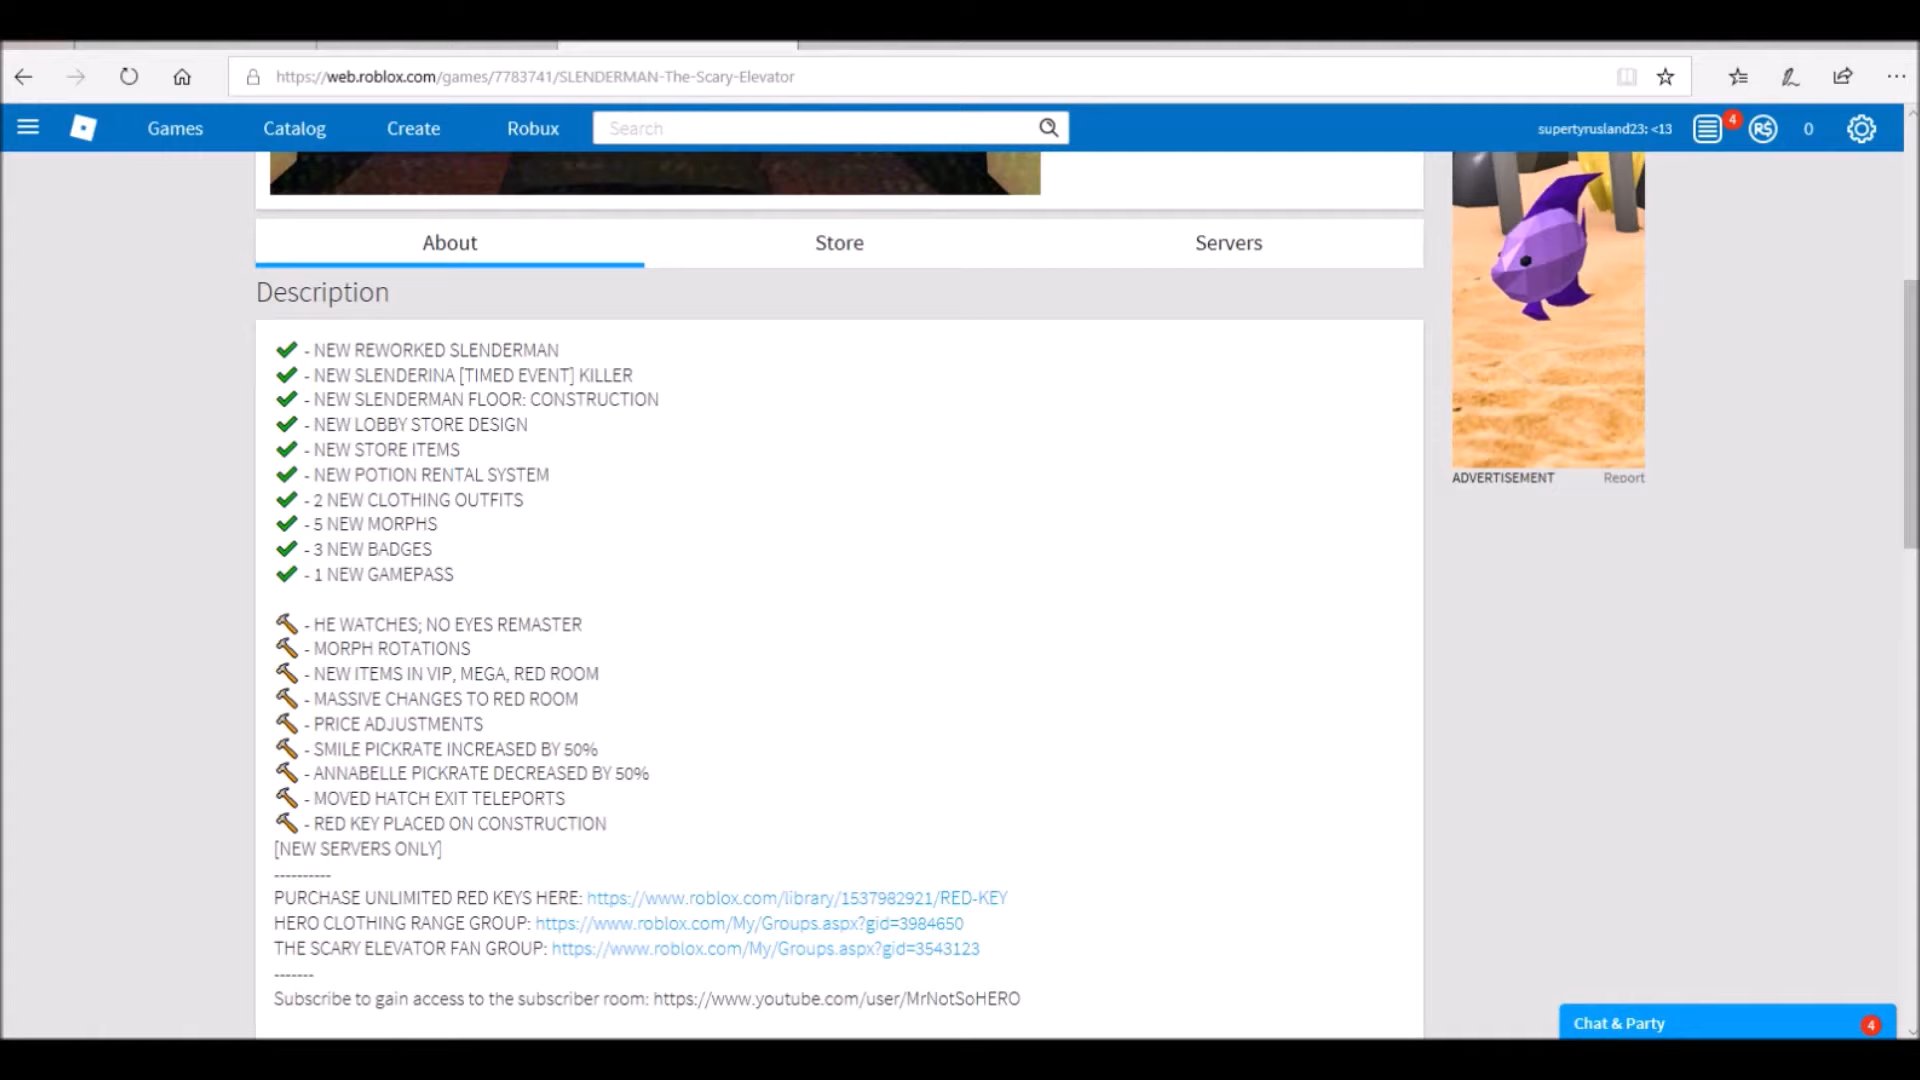 https://web.roblox.com/games/7783741/SLENDERMAN-The-Scary-Elevator
Games
Catalog
Create
Robux
Search
supertyrusland23: <13
4
R$
0
About
Store
Servers
Description
- NEW REWORKED SLENDERMAN
- NEW SLENDERINA [TIMED EVENT] KILLER
- NEW SLENDERMAN FLOOR: CONSTRUCTION
- NEW LOBBY STORE DESIGN
- NEW STORE ITEMS
- NEW POTION RENTAL SYSTEM
- 2 NEW CLOTHING OUTFITS
- 5 NEW MORPHS
- 3 NEW BADGES
- 1 NEW GAMEPASS
- HE WATCHES; NO EYES REMASTER
- MORPH ROTATIONS
- NEW ITEMS IN VIP, MEGA, RED ROOM
- MASSIVE CHANGES TO RED ROOM
- PRICE ADJUSTMENTS
- SMILE PICKRATE INCREASED BY 50%
- ANNABELLE PICKRATE DECREASED BY 50%
- MOVED HATCH EXIT TELEPORTS
- RED KEY PLACED ON CONSTRUCTION
[NEW SERVERS ONLY]
----------
PURCHASE UNLIMITED RED KEYS HERE: https://www.roblox.com/library/1537982921/RED-KEY
HERO CLOTHING RANGE GROUP: https://www.roblox.com/My/Groups.aspx?gid=3984650
THE SCARY ELEVATOR FAN GROUP: https://www.roblox.com/My/Groups.aspx?gid=3543123
-------
Subscribe to gain access to the subscriber room: https://www.youtube.com/user/MrNotSoHERO
ADVERTISEMENT
Report
Chat & Party
4